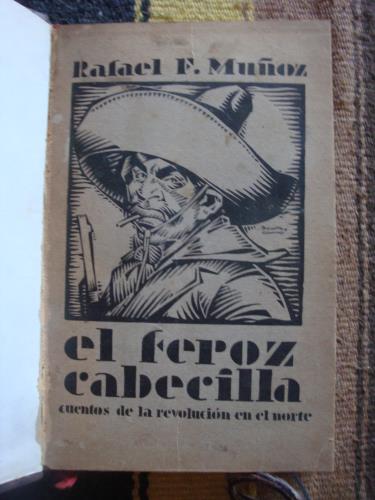 Rafael F. Muñoz
el feroz
cabecilla
cuentos de la revolución en el norte